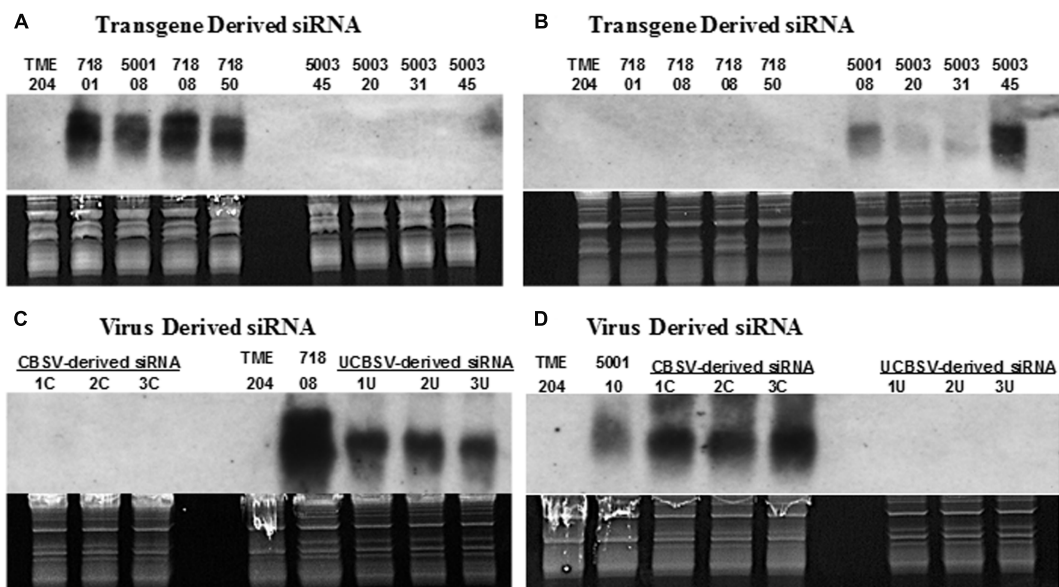 A
Transgene Derived siRNA
TME 718 5001 718 718 5003 5003 5003 5003
204 01 08 08 50 45 20 31 45
B
Transgene Derived siRNA
TME 718 718 718 718 5001 5003 5003 5003
204 01 08 08 50 08 20 31 45
C
Virus Derived siRNA
CBSV-derived siRNA TME 718 UCBSV-derived siRNA
1C 2C 3C 204 08 1U 2U 3U
D
Virus Derived siRNA
TME 5001 CBSV-derived siRNA UCBSV-derived siRNA
204 10 1C 2C 3C 1U 2U 3U